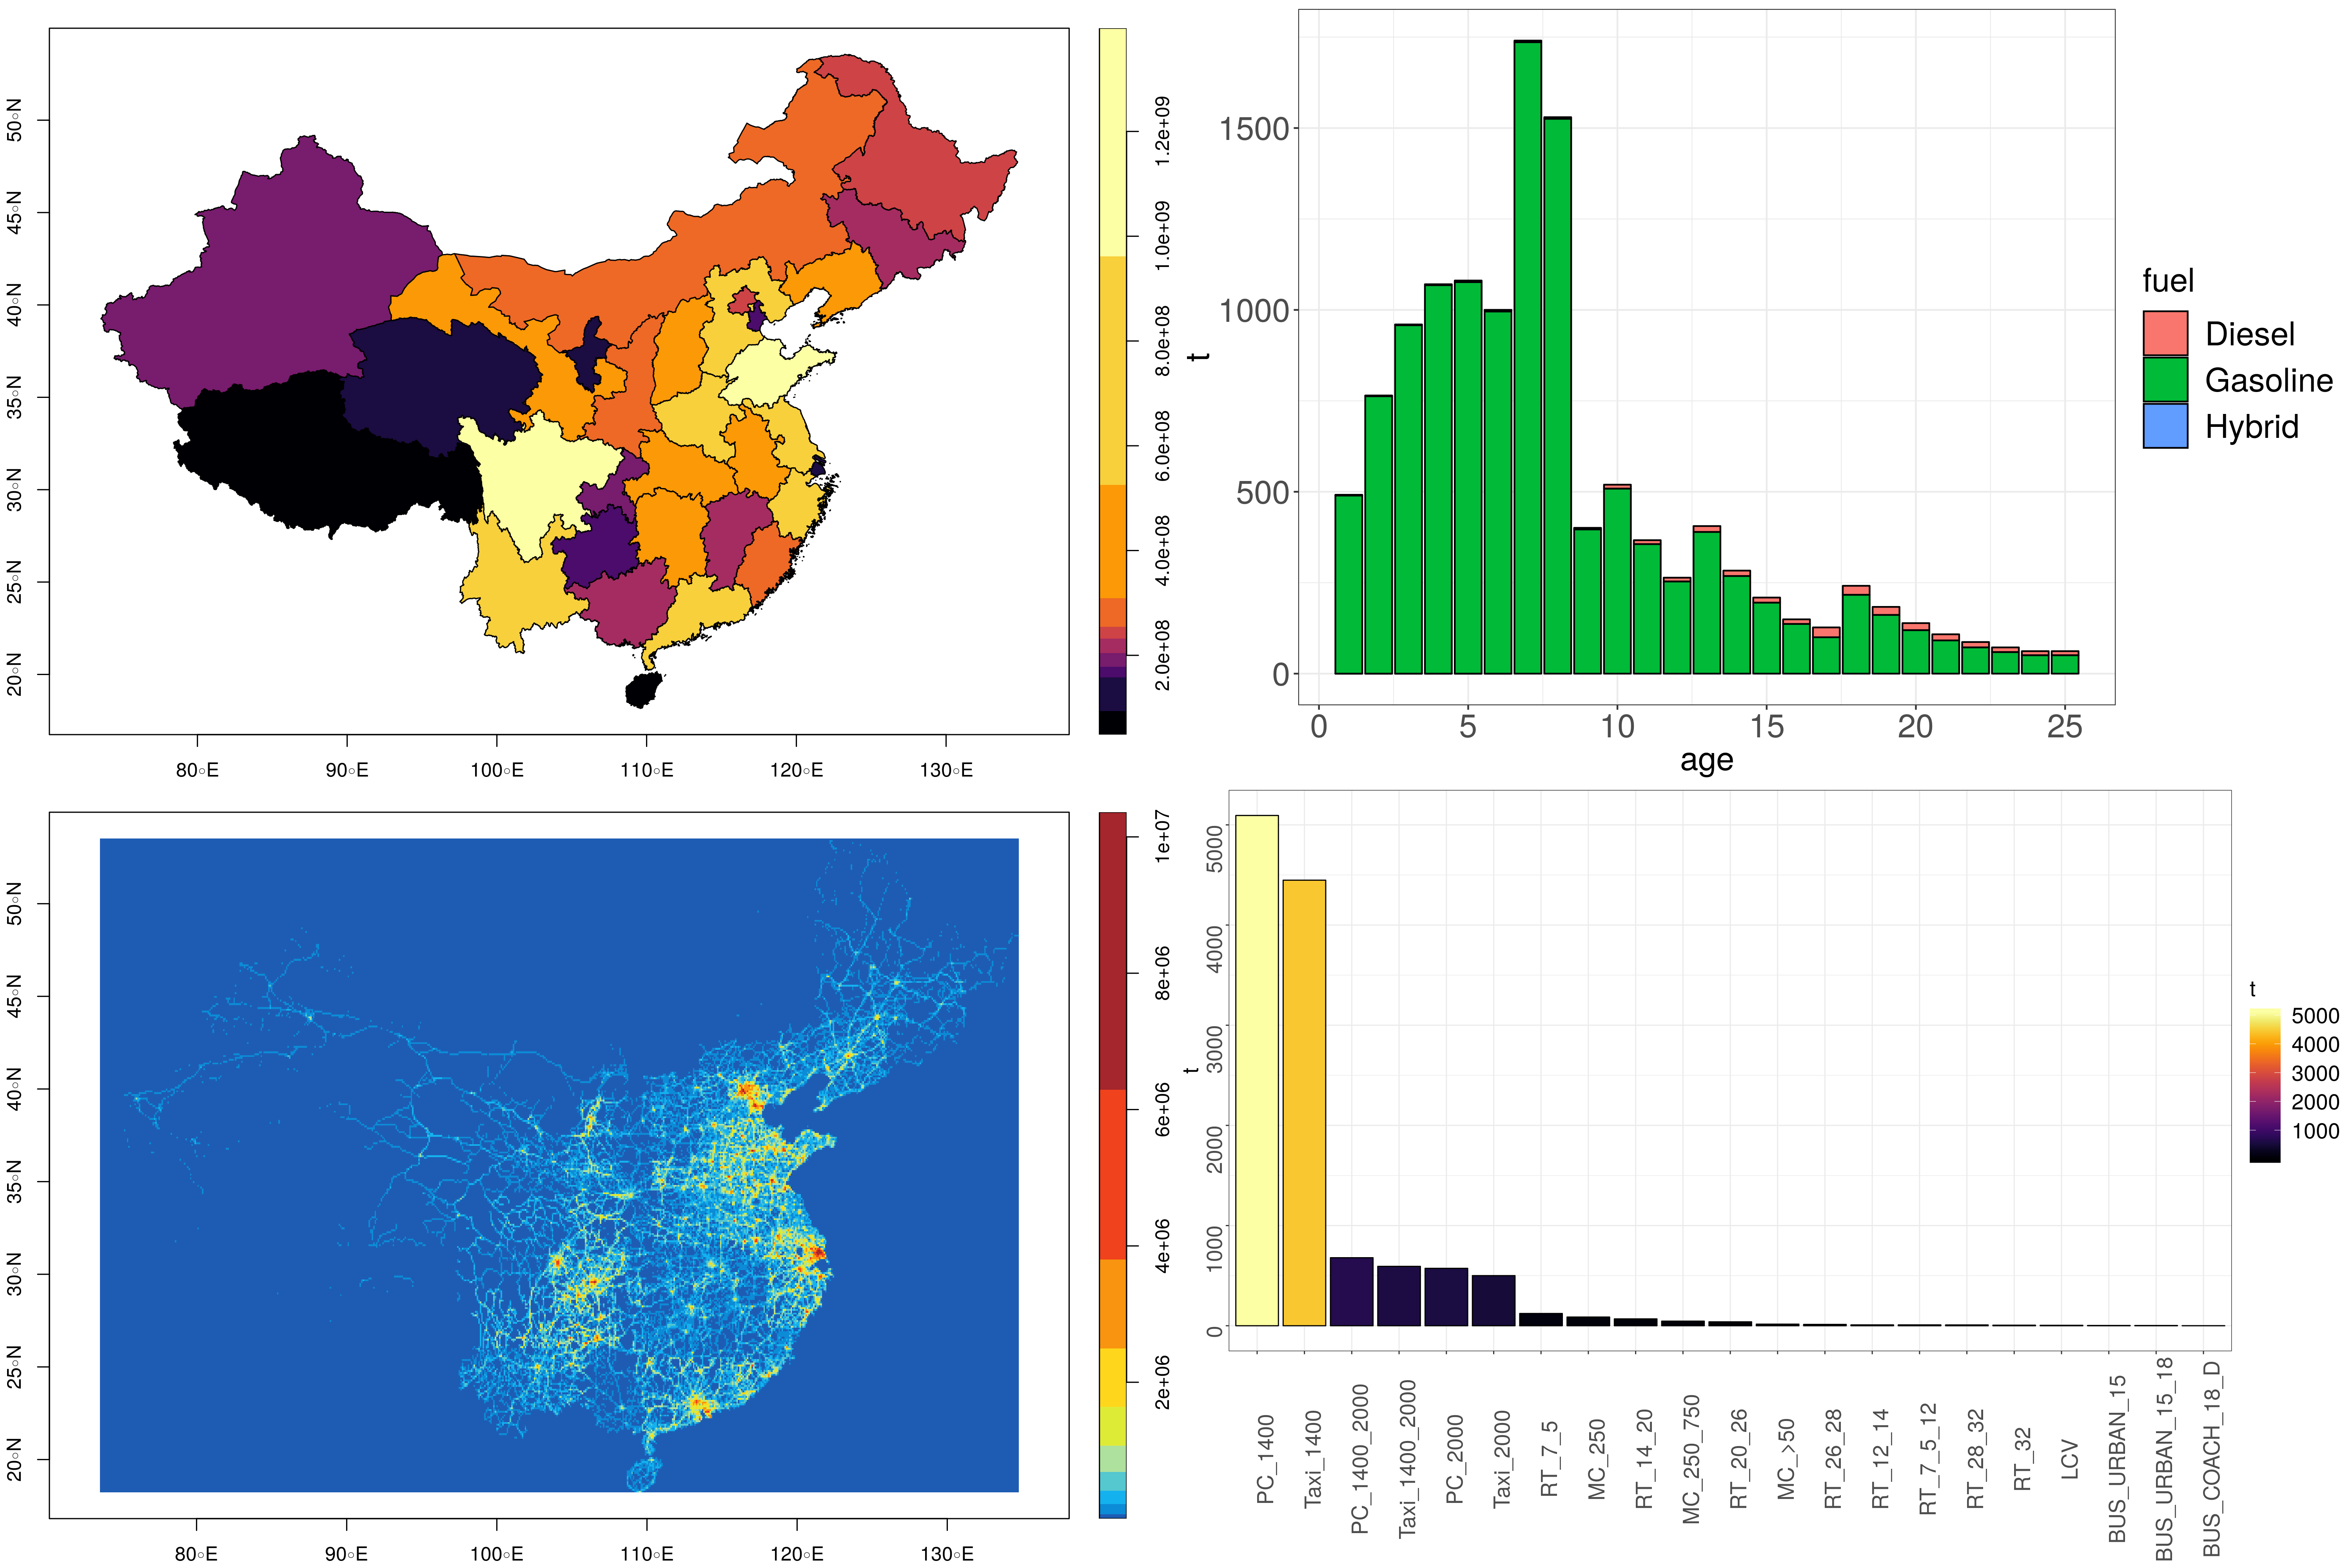 50◦N
45◦N
40◦N
35◦N
30◦N
25◦N
20◦N
80◦E 90◦E 100◦E 110◦E 120◦E 130◦E
1.2e+09
1.0e+09
8.0e+08
6.0e+08
4.0e+08
2.0e+08
t
1500
1000
500
0
0 5 10 15 20 25
age
fuel
Diesel
Gasoline
Hybrid
50◦N
45◦N
40◦N
35◦N
30◦N
25◦N
20◦N
80◦E 90◦E 100◦E 110◦E 120◦E 130◦E
1e+07
8e+06
6e+06
4e+06
2e+06
t
5000
4000
3000
2000
1000
0
PC_1400
Taxi_1400
PC_1400_2000
Taxi_1400_2000
PC_2000
Taxi_2000
RT_7_5
MC_250
RT_14_20
MC_250_750
RT_20_26
MC_>50
RT_26_28
RT_12_14
RT_7_5_12
RT_28_32
RT_32
LCV
BUS_URBAN_15
BUS_URBAN_15_18
BUS_COACH_18_D
t
5000
4000
3000
2000
1000